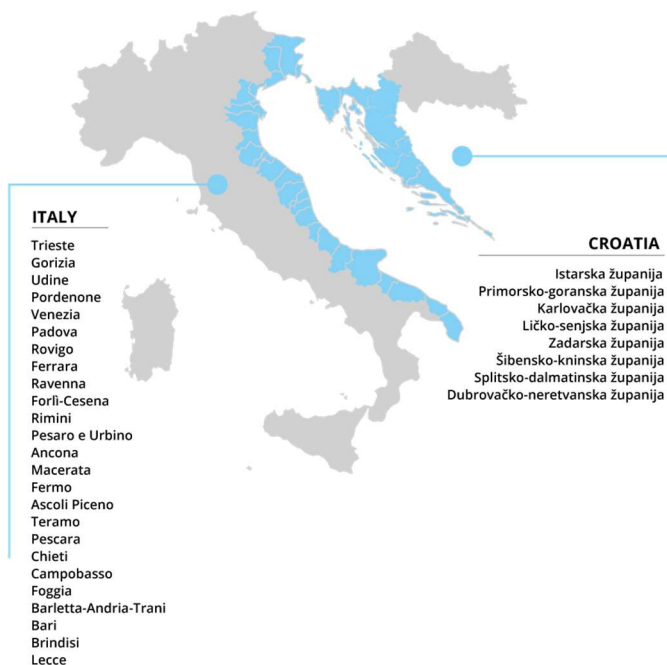 ITALY
Trieste
Gorizia
Udine
Pordenone
Venezia
Padova
Rovigo
Ferrara
Ravenna
Forlì-Cesena
Rimini
Pesaro e Urbino
Ancona
Macerata
Fermo
Ascoli Piceno
Teramo
Pescara
Chieti
Campobasso
Foggia
Barletta-Andria-Trani
Bari
Brindisi
Lecce
CROATIA
Istarska županija
Primorsko-goranska županija
Karlovačka županija
Ličko-senjska županija
Zadarska županija
Šibensko-kninska županija
Splitsko-dalmatinska županija
Dubrovačko-neretvanska županija